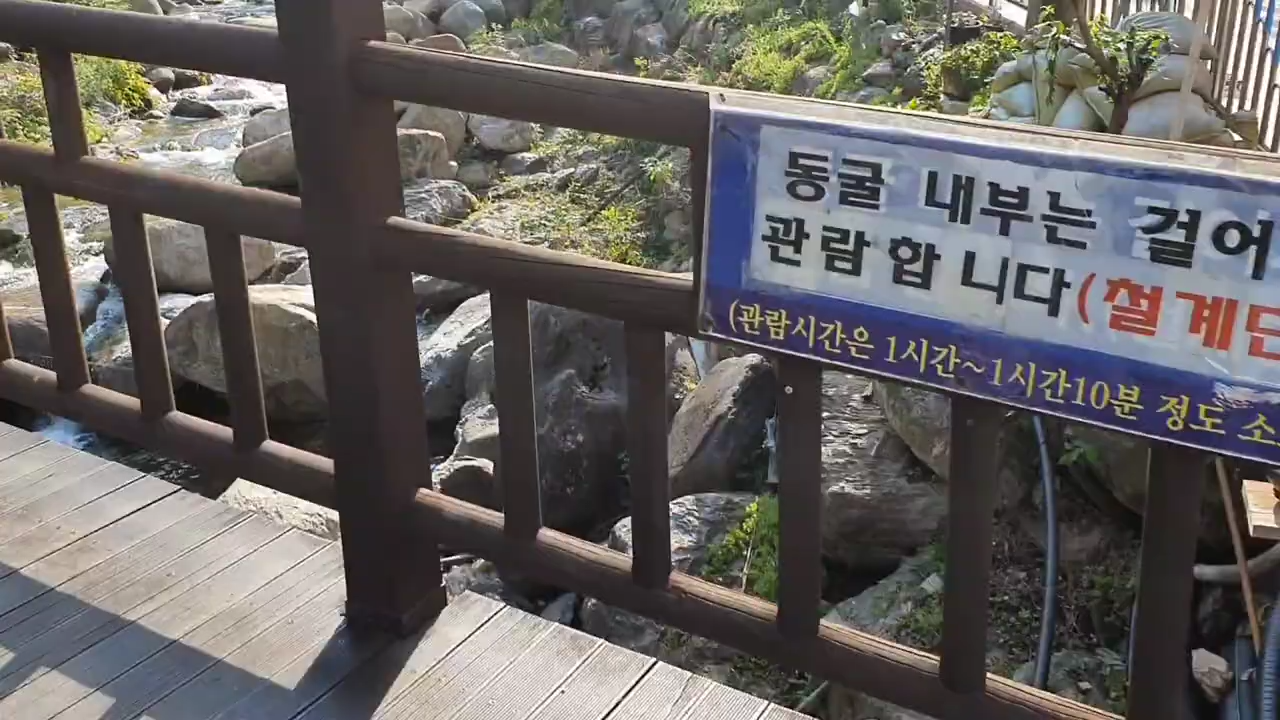 동굴 내부는 걸어
관람합니다(철계단
(관람시간은 1시간~1시간10분 정도 소